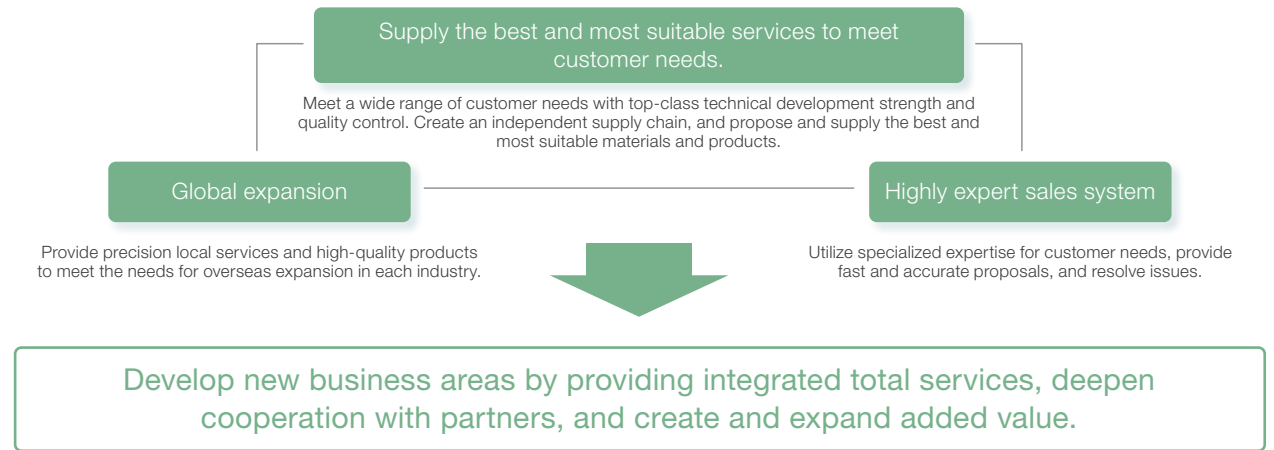 Supply the best and most suitable services to meet
customer needs.
Meet a wide range of customer needs with top-class technical development strength and
quality control. Create an independent supply chain, and propose and supply the best and
most suitable materials and products.
Global expansion
Provide precision local services and high-quality products
to meet the needs for overseas expansion in each industry.
Highly expert sales system
Utilize specialized expertise for customer needs, provide
fast and accurate proposals, and resolve issues.
Develop new business areas by providing integrated total services, deepen
cooperation with partners, and create and expand added value.